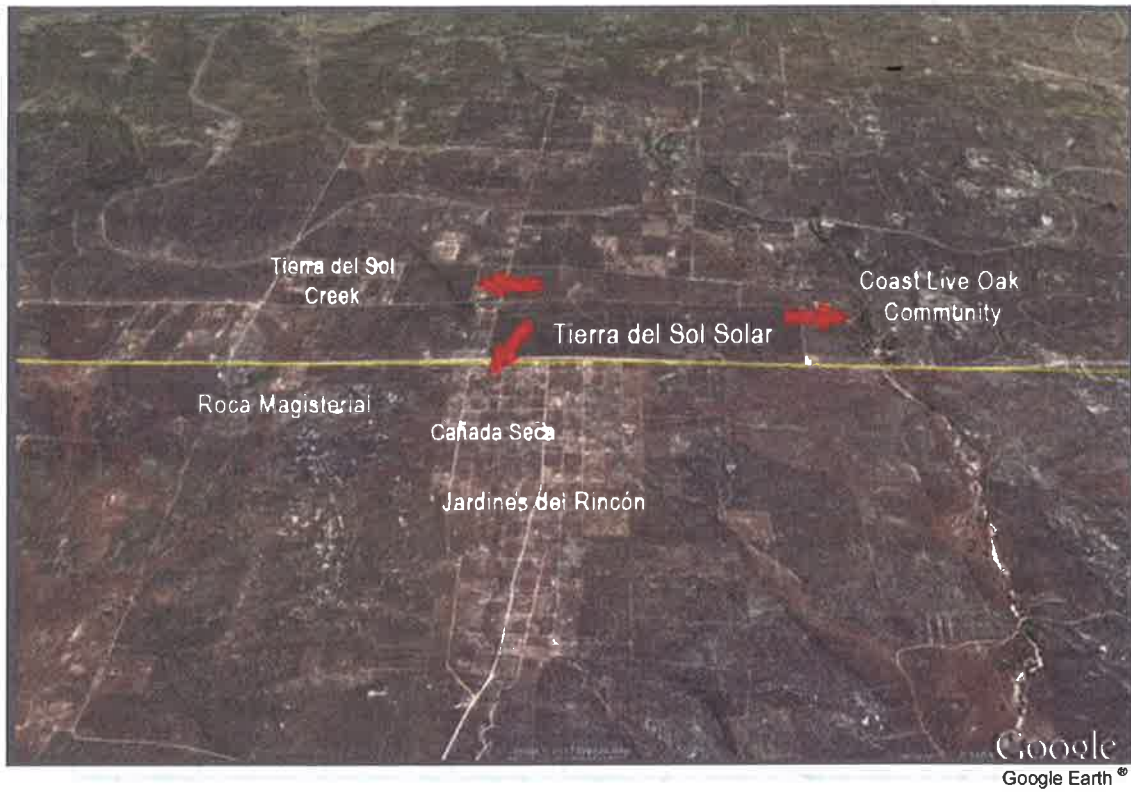 Tierra del Sol
Creek
Coast Live Oak
Community
Tierra del Sol Solar
Roca Magisterial
Cañada Seca
Jardines del Rincón
Google
Google Earth ®